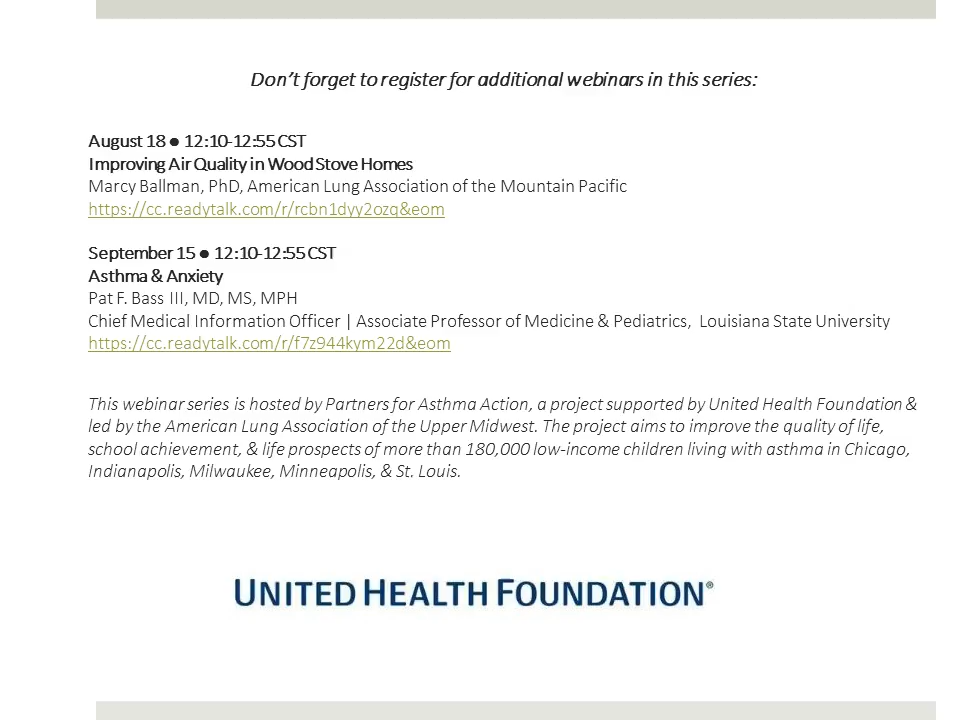 Don’t forget to register for additional webinars in this series:
August 18 ● 12:10-12:55 CST
Improving Air Quality in Wood Stove Homes
Marcy Ballman, PhD, American Lung Association of the Mountain Pacific
https://cc.readytalk.com/r/rcbn1dyy2ozq&eom
September 15 ● 12:10-12:55 CST
Asthma & Anxiety
Pat F. Bass III, MD, MS, MPH
Chief Medical Information Officer | Associate Professor of Medicine & Pediatrics,  Louisiana State University
https://cc.readytalk.com/r/f7z944kym22d&eom
This webinar series is hosted by Partners for Asthma Action, a project supported by United Health Foundation &
led by the American Lung Association of the Upper Midwest. The project aims to improve the quality of life,
school achievement, & life prospects of more than 180,000 low-income children living with asthma in Chicago,
Indianapolis, Milwaukee, Minneapolis, & St. Louis.
UNITED HEALTH FOUNDATION®